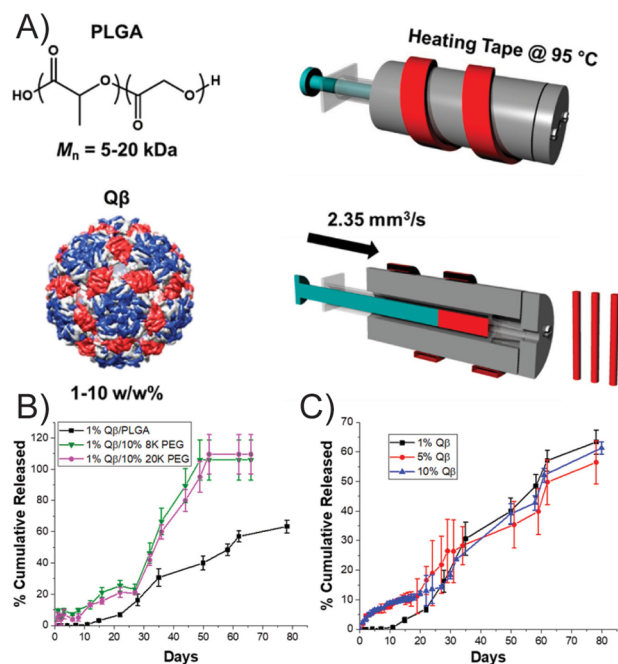 A)
PLGA
HO
O
O
O
O
H
Mn = 5-20 kDa
Heating Tape @ 95 °C
Qβ
1-10 w/w%
2.35 mm³/s
B)
% Cumulative Released
120
100
80
60
40
20
0
1% Qβ/PLGA
1% Qβ/10% 8K PEG
1% Qβ/10% 20K PEG
0 10 20 30 40 50 60 70 80
Days
C)
% Cumulative Released
70
60
50
40
30
20
10
0
1% Qβ
5% Qβ
10% Qβ
0 10 20 30 40 50 60 70 80
Days